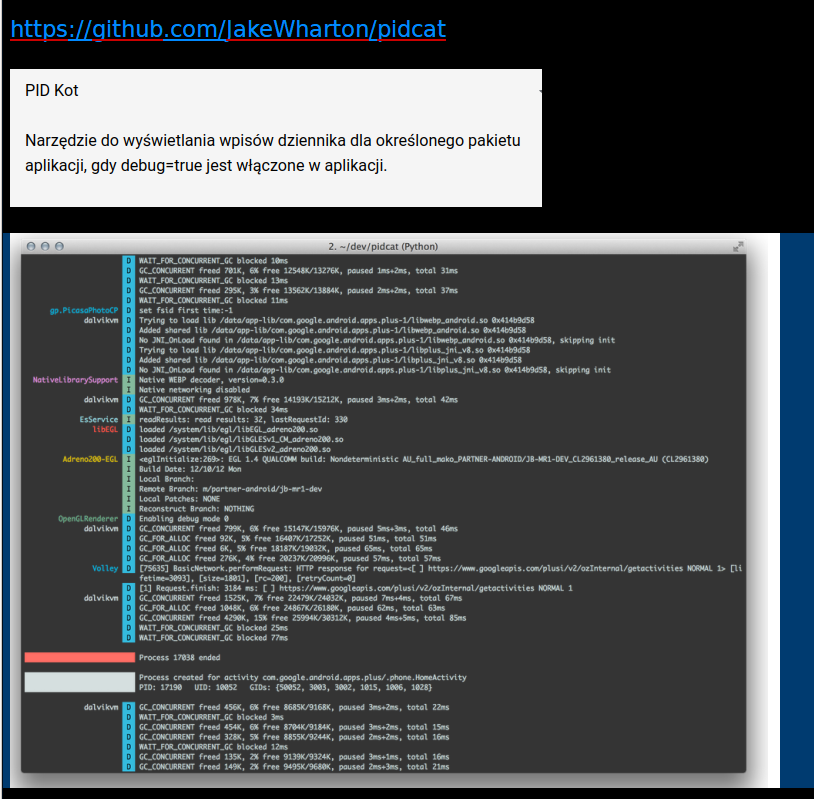 https://github.com/JakeWharton/pidcat
PID Kot
Narzędzie do wyświetlania wpisów dziennika dla określonego pakietu
aplikacji, gdy debug=true jest włączone w aplikacji.
2. ~/dev/pidcat (Python)
D WAIT_FOR_CONCURRENT_GC blocked 10ms
D GC_CONCURRENT freed 701K, 6% free 12548K/13276K, paused 1ms+2ms, total 31ms
D WAIT_FOR_CONCURRENT_GC blocked 13ms
D GC_CONCURRENT freed 295K, 3% free 13562K/13884K, paused 2ms+2ms, total 37ms
D WAIT_FOR_CONCURRENT_GC blocked 11ms
gp.PicasaPhotoCP D set fsid first time:-1
dalvikvm D Trying to load lib /data/app-lib/com.google.android.apps.plus-1/libwebp_android.so 0x414b9d58
D Added shared lib /data/app-lib/com.google.android.apps.plus-1/libwebp_android.so 0x414b9d58
D No JNI_OnLoad found in /data/app-lib/com.google.android.apps.plus-1/libwebp_android.so 0x414b9d58, skipping init
D Trying to load lib /data/app-lib/com.google.android.apps.plus-1/libplus_jni_v8.so 0x414b9d58
D Added shared lib /data/app-lib/com.google.android.apps.plus-1/libplus_jni_v8.so 0x414b9d58
D No JNI_OnLoad found in /data/app-lib/com.google.android.apps.plus-1/libplus_jni_v8.so 0x414b9d58, skipping init
NativeLibrarySupport I Native WEBP decoder, version=0.3.0
I Native networking disabled
dalvikvm D GC_CONCURRENT freed 978K, 7% free 14193K/15212K, paused 3ms+2ms, total 42ms
D WAIT_FOR_CONCURRENT_GC blocked 34ms
EsService I readResults: read results: 32, lastRequestId: 330
libEGL D loaded /system/lib/egl/libEGL_adreno200.so
D loaded /system/lib/egl/libGLESv1_CM_adreno200.so
D loaded /system/lib/egl/libGLESv2_adreno200.so
Adreno200-EGL I <eglInitialize:269>: EGL 1.4 QUALCOMM build: Nondeterministic AU_full_mako_PARTNER-ANDROID/JB-MR1-DEV_CL2961380_release_AU (CL2961380)
I Build Date: 12/10/12 Mon
I Local Branch:
I Remote Branch: m/partner-android/jb-mr1-dev
I Local Patches: NONE
I Reconstruct Branch: NOTHING
OpenGLRenderer D Enabling debug mode 0
dalvikvm D GC_CONCURRENT freed 799K, 6% free 15147K/15976K, paused 5ms+3ms, total 46ms
D GC_FOR_ALLOC freed 92K, 5% free 16407K/17252K, paused 51ms, total 51ms
D GC_FOR_ALLOC freed 6K, 5% free 18187K/19032K, paused 65ms, total 65ms
D GC_FOR_ALLOC freed 276K, 4% free 20237K/20996K, paused 57ms, total 57ms
Volley D [75635] BasicNetwork.performRequest: HTTP response for request=<[ ] https://www.googleapis.com/plusi/v2/ozInternal/getactivities NORMAL 1> [li
fetime=3093], [size=1801], [rc=200], [retryCount=0]
D [1] Request.finish: 3184 ms: [ ] https://www.googleapis.com/plusi/v2/ozInternal/getactivities NORMAL 1
dalvikvm D GC_CONCURRENT freed 1525K, 7% free 22479K/24032K, paused 7ms+4ms, total 67ms
D GC_FOR_ALLOC freed 1048K, 6% free 24867K/26180K, paused 62ms, total 63ms
D GC_CONCURRENT freed 4290K, 15% free 25994K/30312K, paused 4ms+5ms, total 85ms
D WAIT_FOR_CONCURRENT_GC blocked 25ms
D WAIT_FOR_CONCURRENT_GC blocked 77ms
Process 17038 ended
Process created for activity com.google.android.apps.plus/.phone.HomeActivity
PID: 17190 UID: 10052 GIDs: {50052, 3003, 3002, 1015, 1006, 1028}
dalvikvm D GC_CONCURRENT freed 456K, 6% free 8685K/9168K, paused 3ms+2ms, total 22ms
D WAIT_FOR_CONCURRENT_GC blocked 3ms
D GC_CONCURRENT freed 454K, 6% free 8704K/9184K, paused 3ms+2ms, total 15ms
D GC_CONCURRENT freed 328K, 5% free 8855K/9244K, paused 2ms+2ms, total 16ms
D WAIT_FOR_CONCURRENT_GC blocked 12ms
D GC_CONCURRENT freed 135K, 2% free 9139K/9324K, paused 3ms+1ms, total 16ms
D GC_CONCURRENT freed 149K, 2% free 9495K/9680K, paused 2ms+3ms, total 21ms